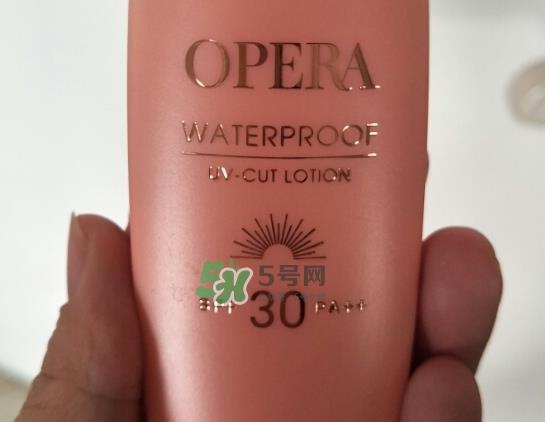 OPERA
WATERPROOF
UV-CUT LOTION
5号网
SPF 30 PA++